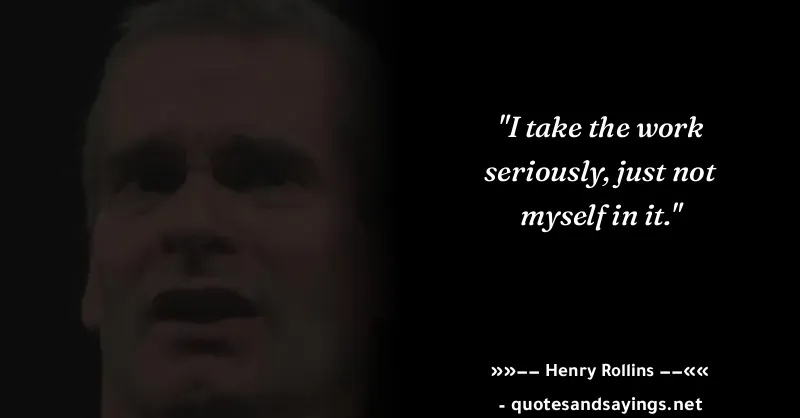 "I take the work
seriously, just not
myself in it."
»»–– Henry Rollins ––««
- quotesandsayings.net